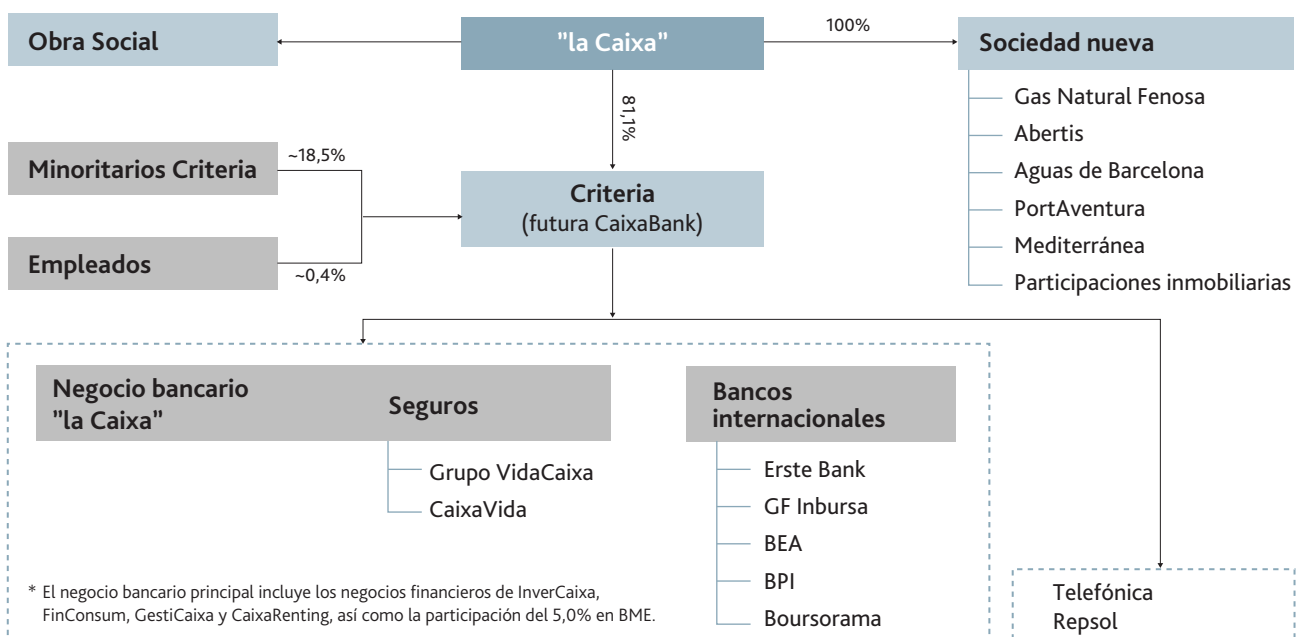 Obra Social
"la Caixa"
100%
Sociedad nueva
Gas Natural Fenosa
Abertis
Aguas de Barcelona
PortAventura
Mediterránea
Participaciones inmobiliarias
81,1%
Minoritarios Criteria
~18,5%
Empleados
~0,4%
Criteria
(futura CaixaBank)
Negocio bancario
"la Caixa"
Seguros
Grupo VidaCaixa
CaixaVida
Bancos
internacionales
Erste Bank
GF Inbursa
BEA
BPI
Boursorama
* El negocio bancario principal incluye los negocios financieros de InverCaixa,
FinConsum, GestiCaixa y CaixaRenting, así como la participación del 5,0% en BME.
Telefónica
Repsol